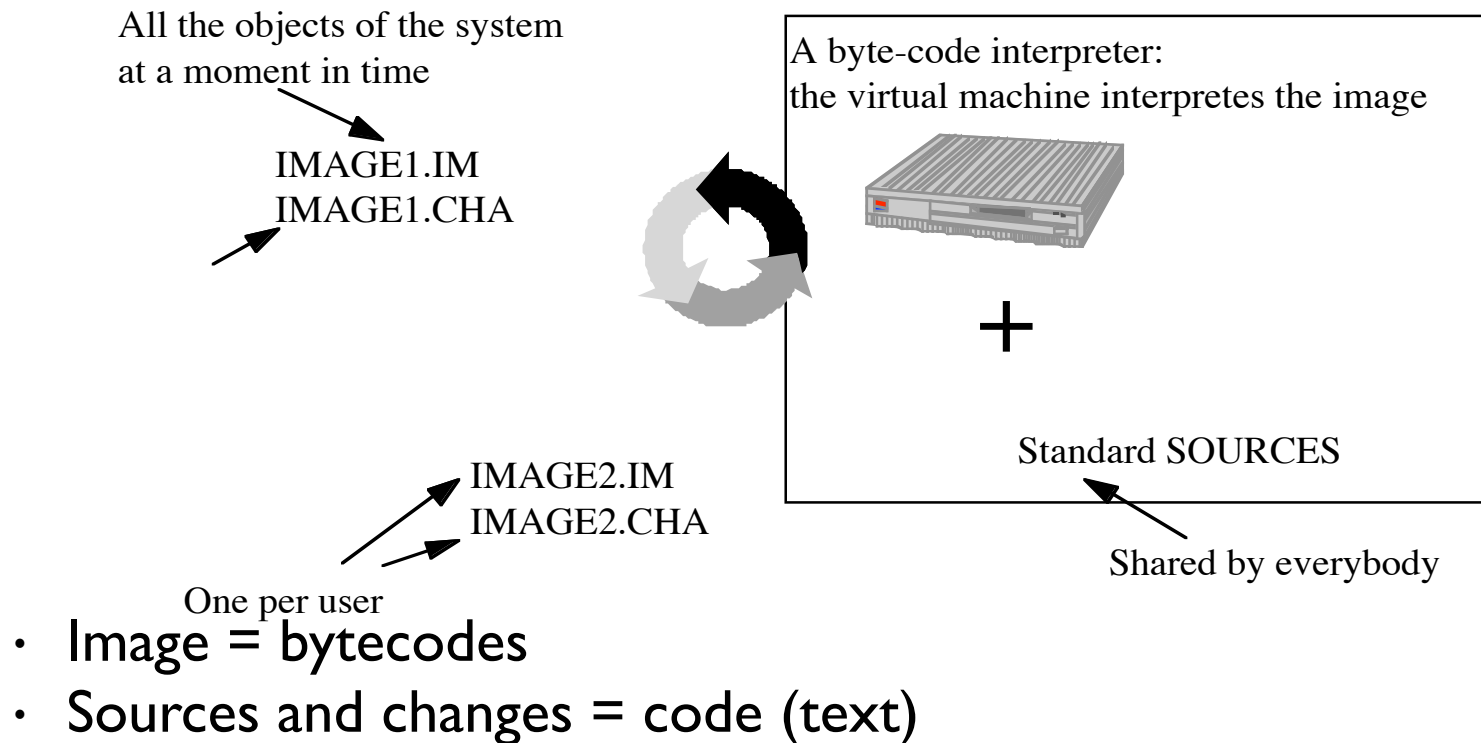 All the objects of the system
at a moment in time
IMAGE1.IM
IMAGE1.CHA
A byte-code interpreter:
the virtual machine interpretes the image
+
Standard SOURCES
IMAGE2.IM
IMAGE2.CHA
Shared by everybody
One per user
· Image = bytecodes
· Sources and changes = code (text)